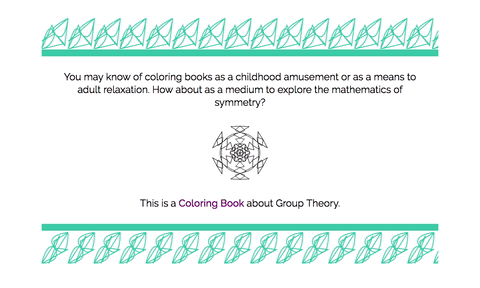 You may know of coloring books as a childhood amusement or as a means to
adult relaxation. How about as a medium to explore the mathematics of
symmetry?
This is a Coloring Book about Group Theory.